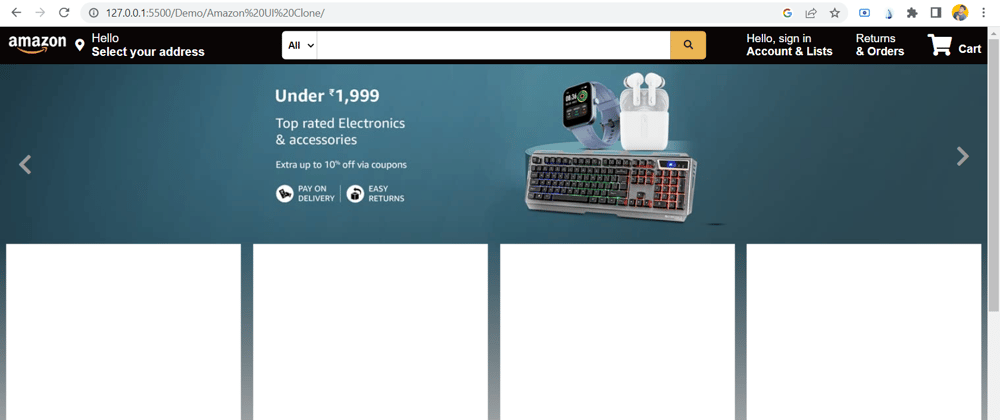 127.0.0.1:5500/Demo/Amazon%20UI%20Clone/
amazon
Hello
Select your address
All
Hello, sign in
Account & Lists
Returns
& Orders
Cart
Under ₹1,999
Top rated Electronics
& accessories
Extra up to 10% off via coupons
PAY ON
DELIVERY
EASY
RETURNS